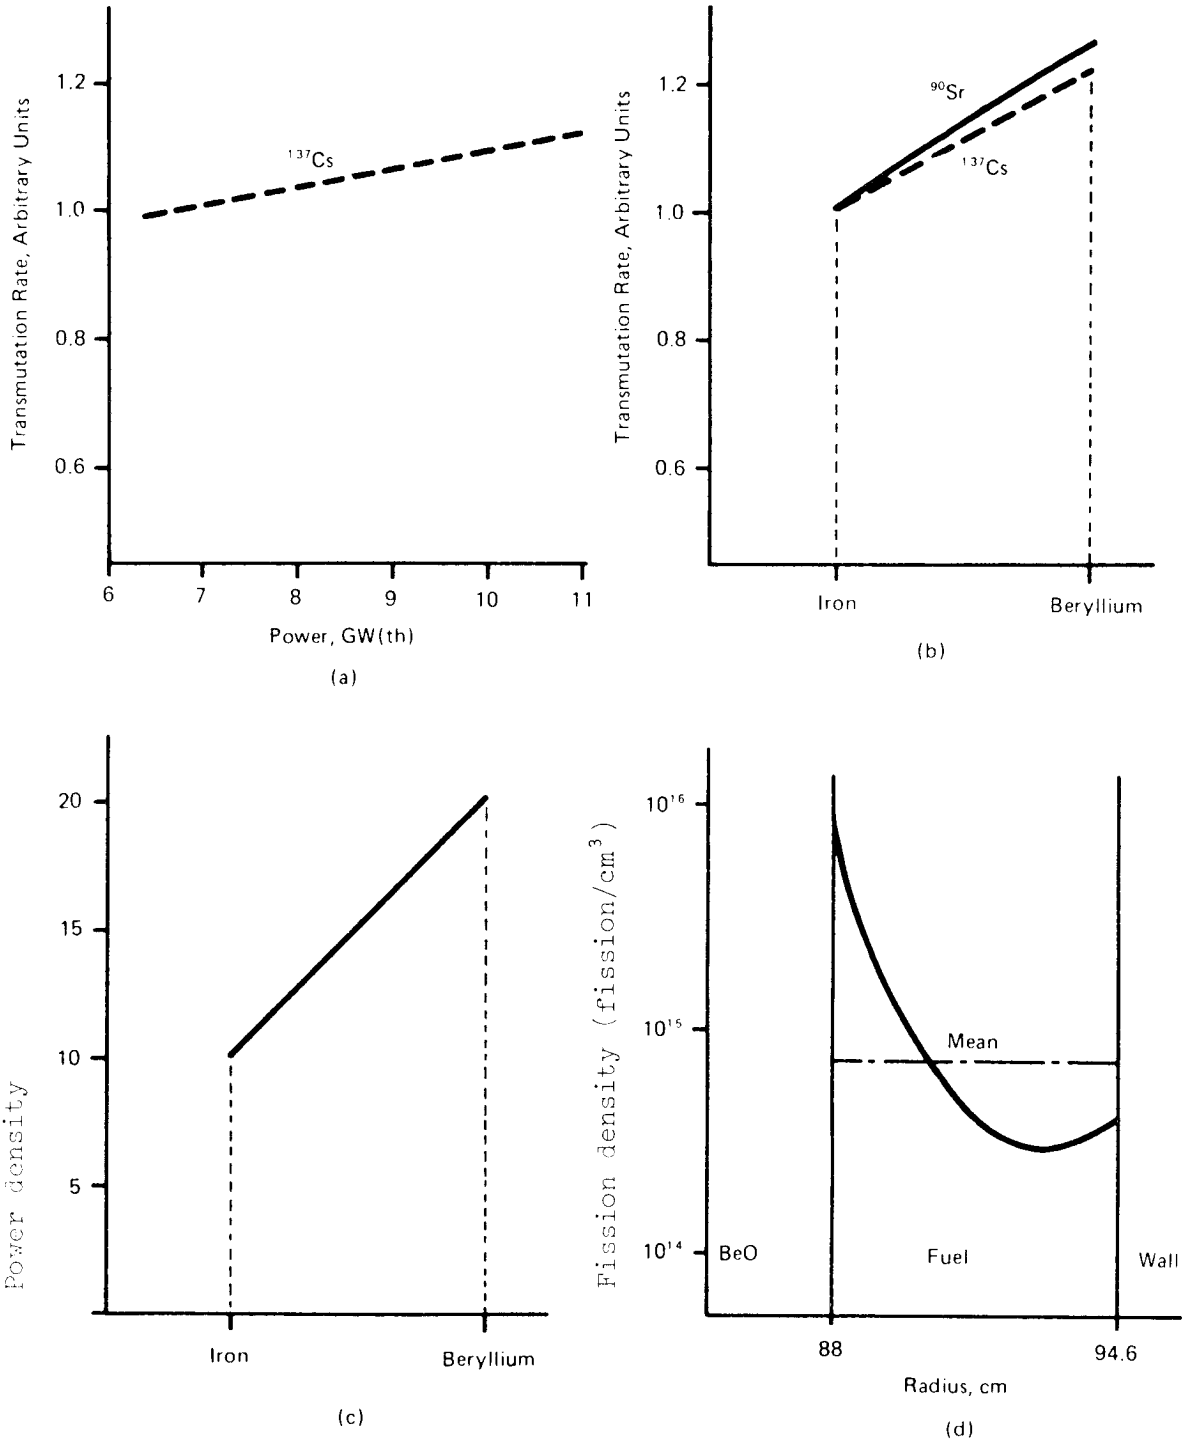 Transmutation Rate, Arbitrary Units
1.2
1.0
0.8
0.6
¹³⁷Cs
6 7 8 9 10 11
Power, GW(th)
(a)
Transmutation Rate, Arbitrary Units
1.2
1.0
0.8
0.6
⁹⁰Sr
¹³⁷Cs
Iron Beryllium
(b)
Power density
20
15
10
5
Iron Beryllium
(c)
Fission density (fission/cm³)
10¹⁶
10¹⁵
10¹⁴
Mean
BeO Fuel Wall
88 94.6
Radius, cm
(d)